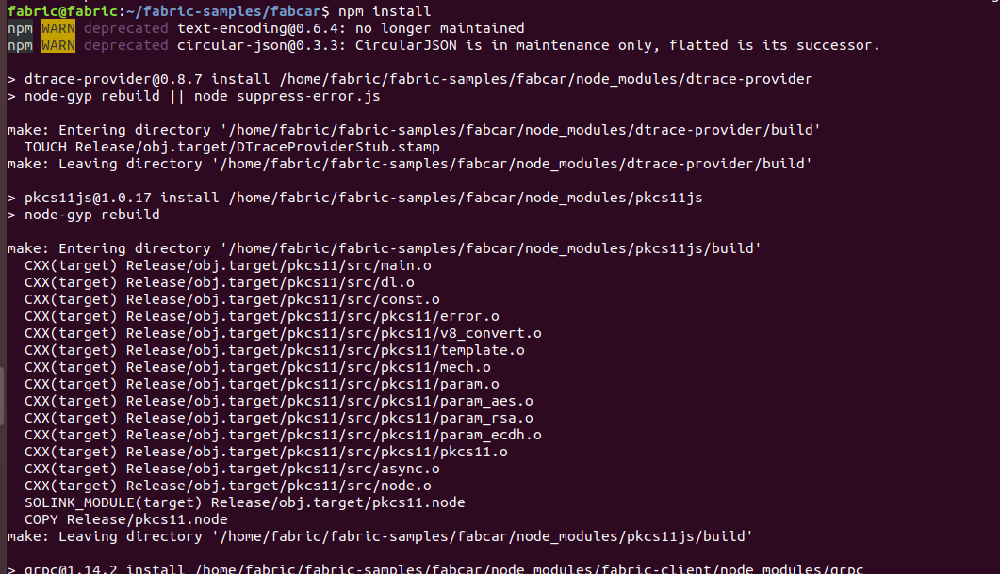 fabric@fabric:~/fabric-samples/fabcar$ npm install
npm WARN deprecated text-encoding@0.6.4: no longer maintained
npm WARN deprecated circular-json@0.3.3: CircularJSON is in maintenance only, flatted is its successor.
> dtrace-provider@0.8.7 install /home/fabric/fabric-samples/fabcar/node_modules/dtrace-provider
> node-gyp rebuild || node suppress-error.js
make: Entering directory '/home/fabric/fabric-samples/fabcar/node_modules/dtrace-provider/build'
TOUCH Release/obj.target/DTraceProviderStub.stamp
make: Leaving directory '/home/fabric/fabric-samples/fabcar/node_modules/dtrace-provider/build'
> pkcs11js@1.0.17 install /home/fabric/fabric-samples/fabcar/node_modules/pkcs11js
> node-gyp rebuild
make: Entering directory '/home/fabric/fabric-samples/fabcar/node_modules/pkcs11js/build'
CXX(target) Release/obj.target/pkcs11/src/main.o
CXX(target) Release/obj.target/pkcs11/src/dl.o
CXX(target) Release/obj.target/pkcs11/src/const.o
CXX(target) Release/obj.target/pkcs11/src/pkcs11/error.o
CXX(target) Release/obj.target/pkcs11/src/pkcs11/v8_convert.o
CXX(target) Release/obj.target/pkcs11/src/pkcs11/template.o
CXX(target) Release/obj.target/pkcs11/src/pkcs11/mech.o
CXX(target) Release/obj.target/pkcs11/src/pkcs11/param.o
CXX(target) Release/obj.target/pkcs11/src/pkcs11/param_aes.o
CXX(target) Release/obj.target/pkcs11/src/pkcs11/param_rsa.o
CXX(target) Release/obj.target/pkcs11/src/pkcs11/param_ecdh.o
CXX(target) Release/obj.target/pkcs11/src/pkcs11/pkcs11.o
CXX(target) Release/obj.target/pkcs11/src/async.o
CXX(target) Release/obj.target/pkcs11/src/node.o
SOLINK_MODULE(target) Release/obj.target/pkcs11.node
COPY Release/pkcs11.node
make: Leaving directory '/home/fabric/fabric-samples/fabcar/node_modules/pkcs11js/build'
> grpc@1.14.2 install /home/fabric/fabric-samples/fabcar/node_modules/fabric-client/node_modules/grpc